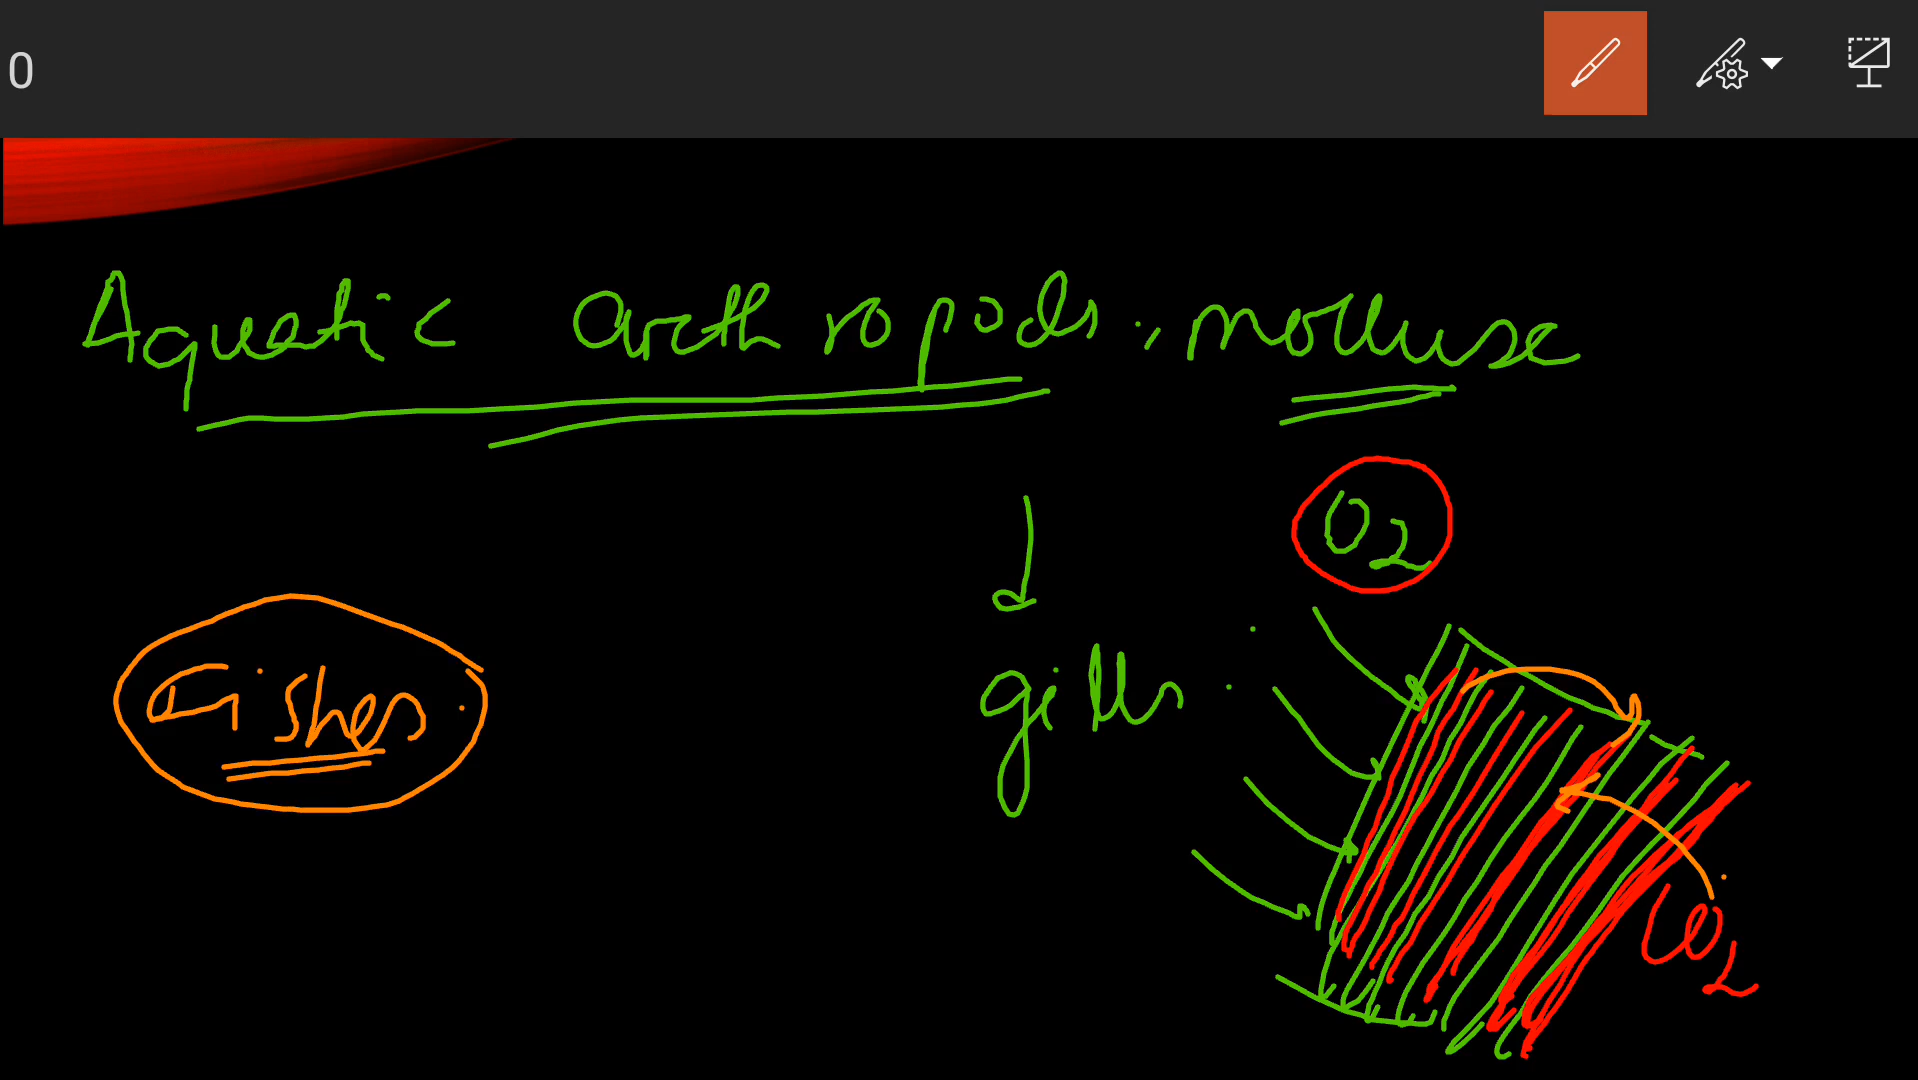 0
Aquatic arthropods, mollusc
O2
Fishes.
gills.
CO2